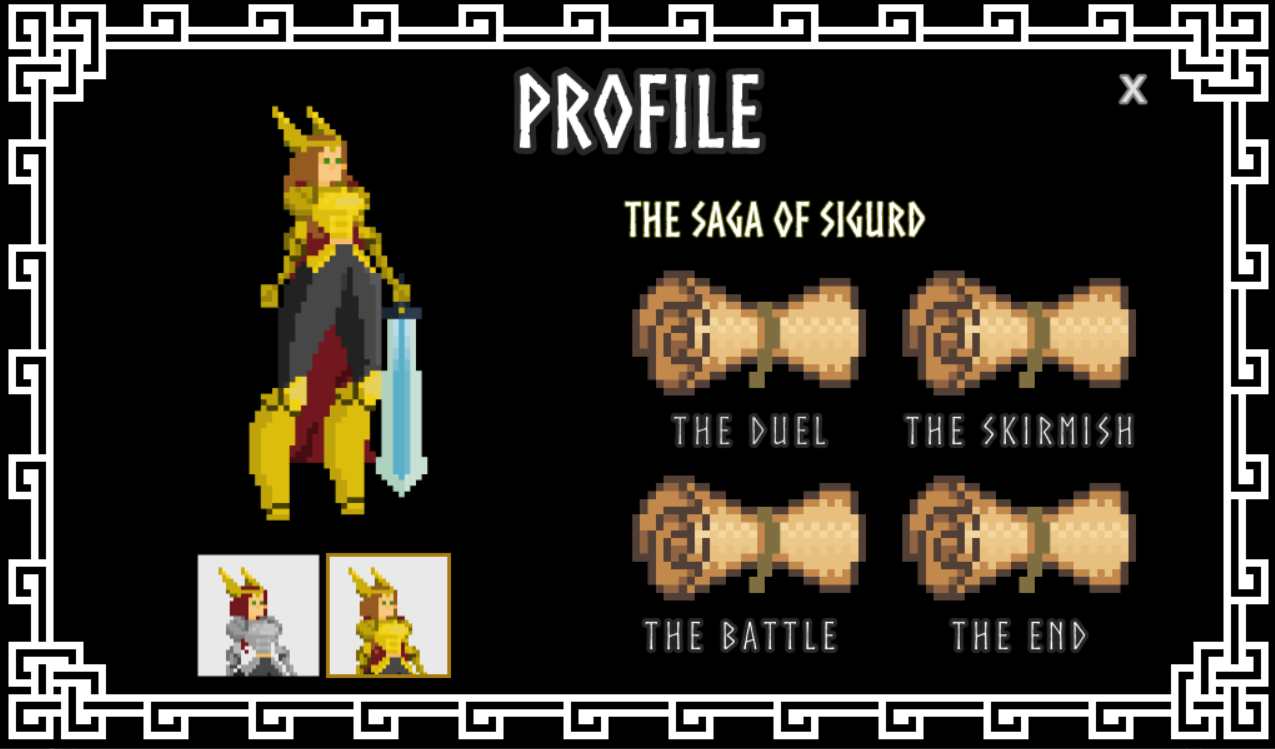 PROFILE
X
THE SAGA OF SIGURD
THE DUEL
THE SKIRMISH
THE BATTLE
THE END